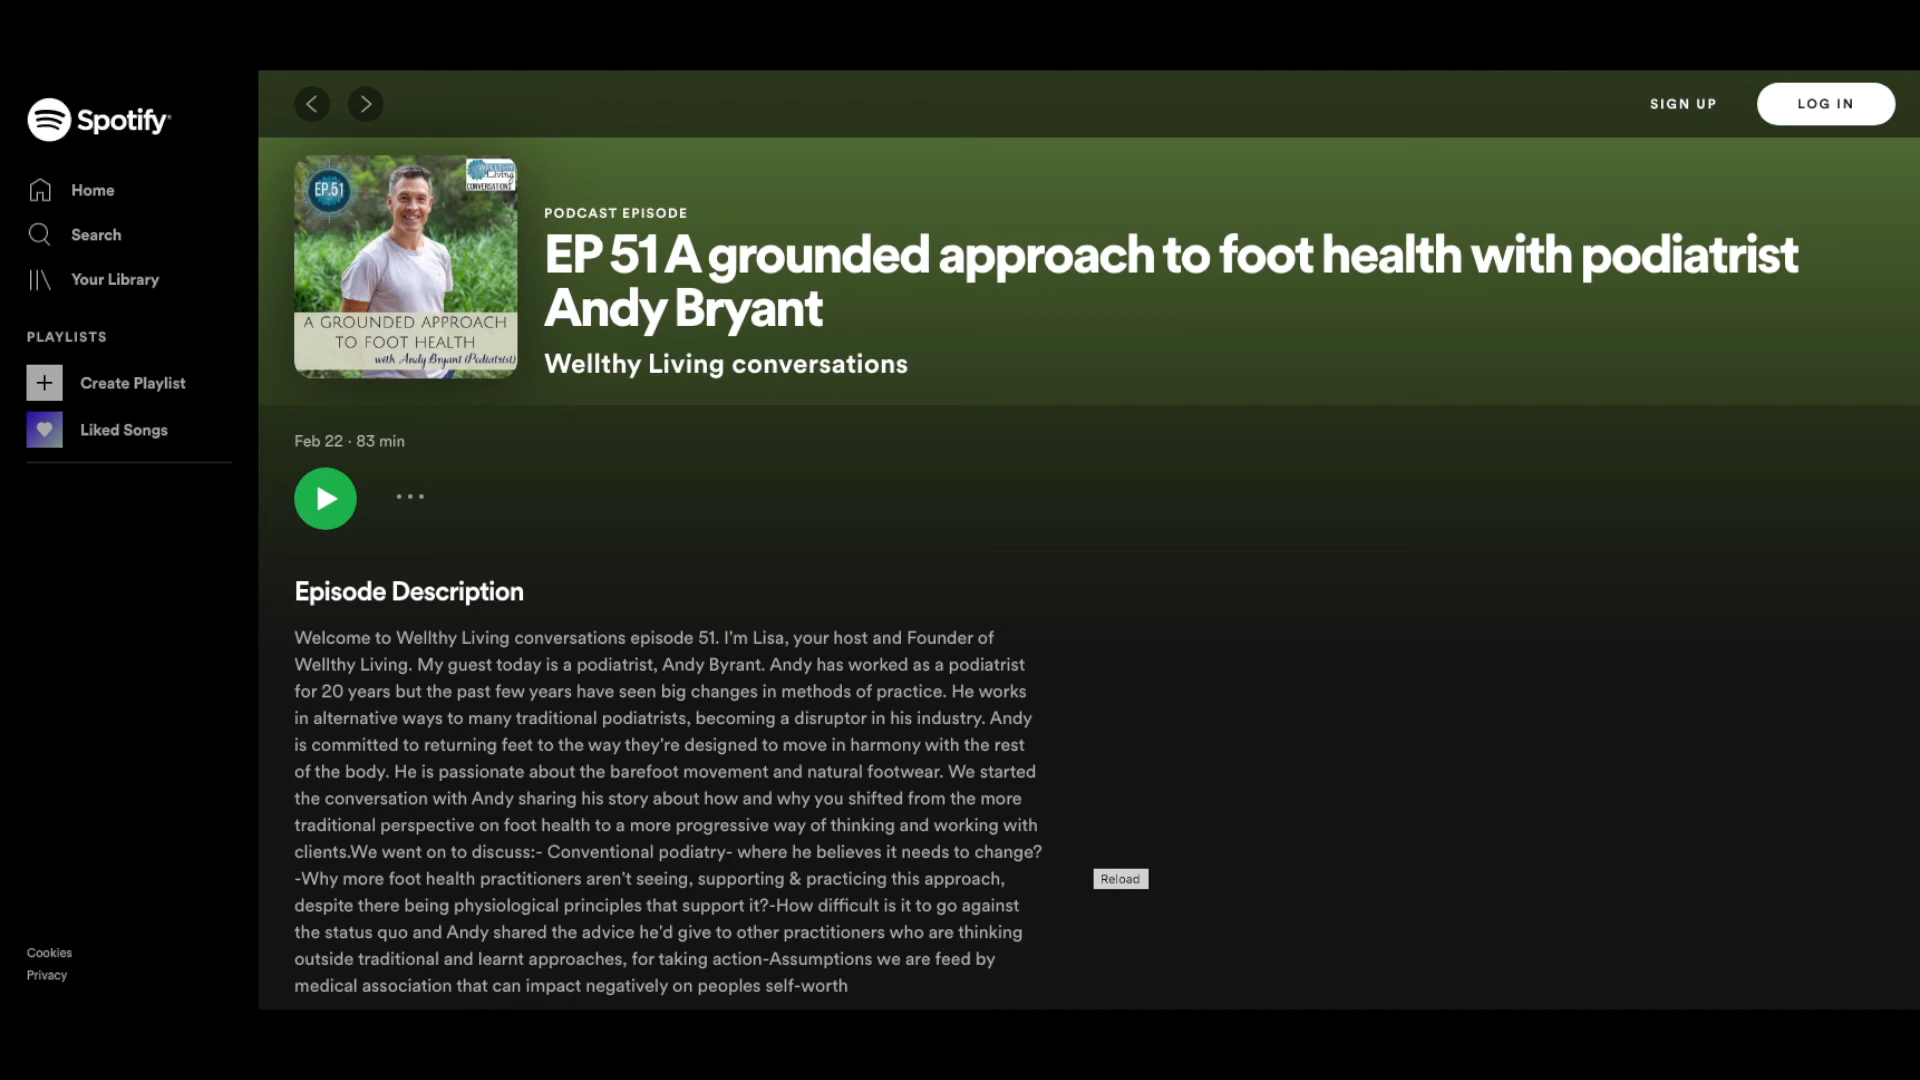 Spotify
Home
Search
Your Library
PLAYLISTS
Create Playlist
Liked Songs
Cookies
Privacy
SIGN UP
LOG IN
EP.51
WELLTHY
Living
CONVERSATIONS
A GROUNDED APPROACH
TO FOOT HEALTH
with Andy Bryant (Podiatrist)
PODCAST EPISODE
EP 51 A grounded approach to foot health with podiatrist
Andy Bryant
Wellthy Living conversations
Feb 22 · 83 min
Episode Description
Welcome to Wellthy Living conversations episode 51. I'm Lisa, your host and Founder of
Wellthy Living. My guest today is a podiatrist, Andy Byrant. Andy has worked as a podiatrist
for 20 years but the past few years have seen big changes in methods of practice. He works
in alternative ways to many traditional podiatrists, becoming a disruptor in his industry. Andy
is committed to returning feet to the way they're designed to move in harmony with the rest
of the body. He is passionate about the barefoot movement and natural footwear. We started
the conversation with Andy sharing his story about how and why you shifted from the more
traditional perspective on foot health to a more progressive way of thinking and working with
clients.We went on to discuss:- Conventional podiatry- where he believes it needs to change?
-Why more foot health practitioners aren't seeing, supporting & practicing this approach,
despite there being physiological principles that support it?-How difficult is it to go against
the status quo and Andy shared the advice he'd give to other practitioners who are thinking
outside traditional and learnt approaches, for taking action-Assumptions we are feed by
medical association that can impact negatively on peoples self-worth
Reload